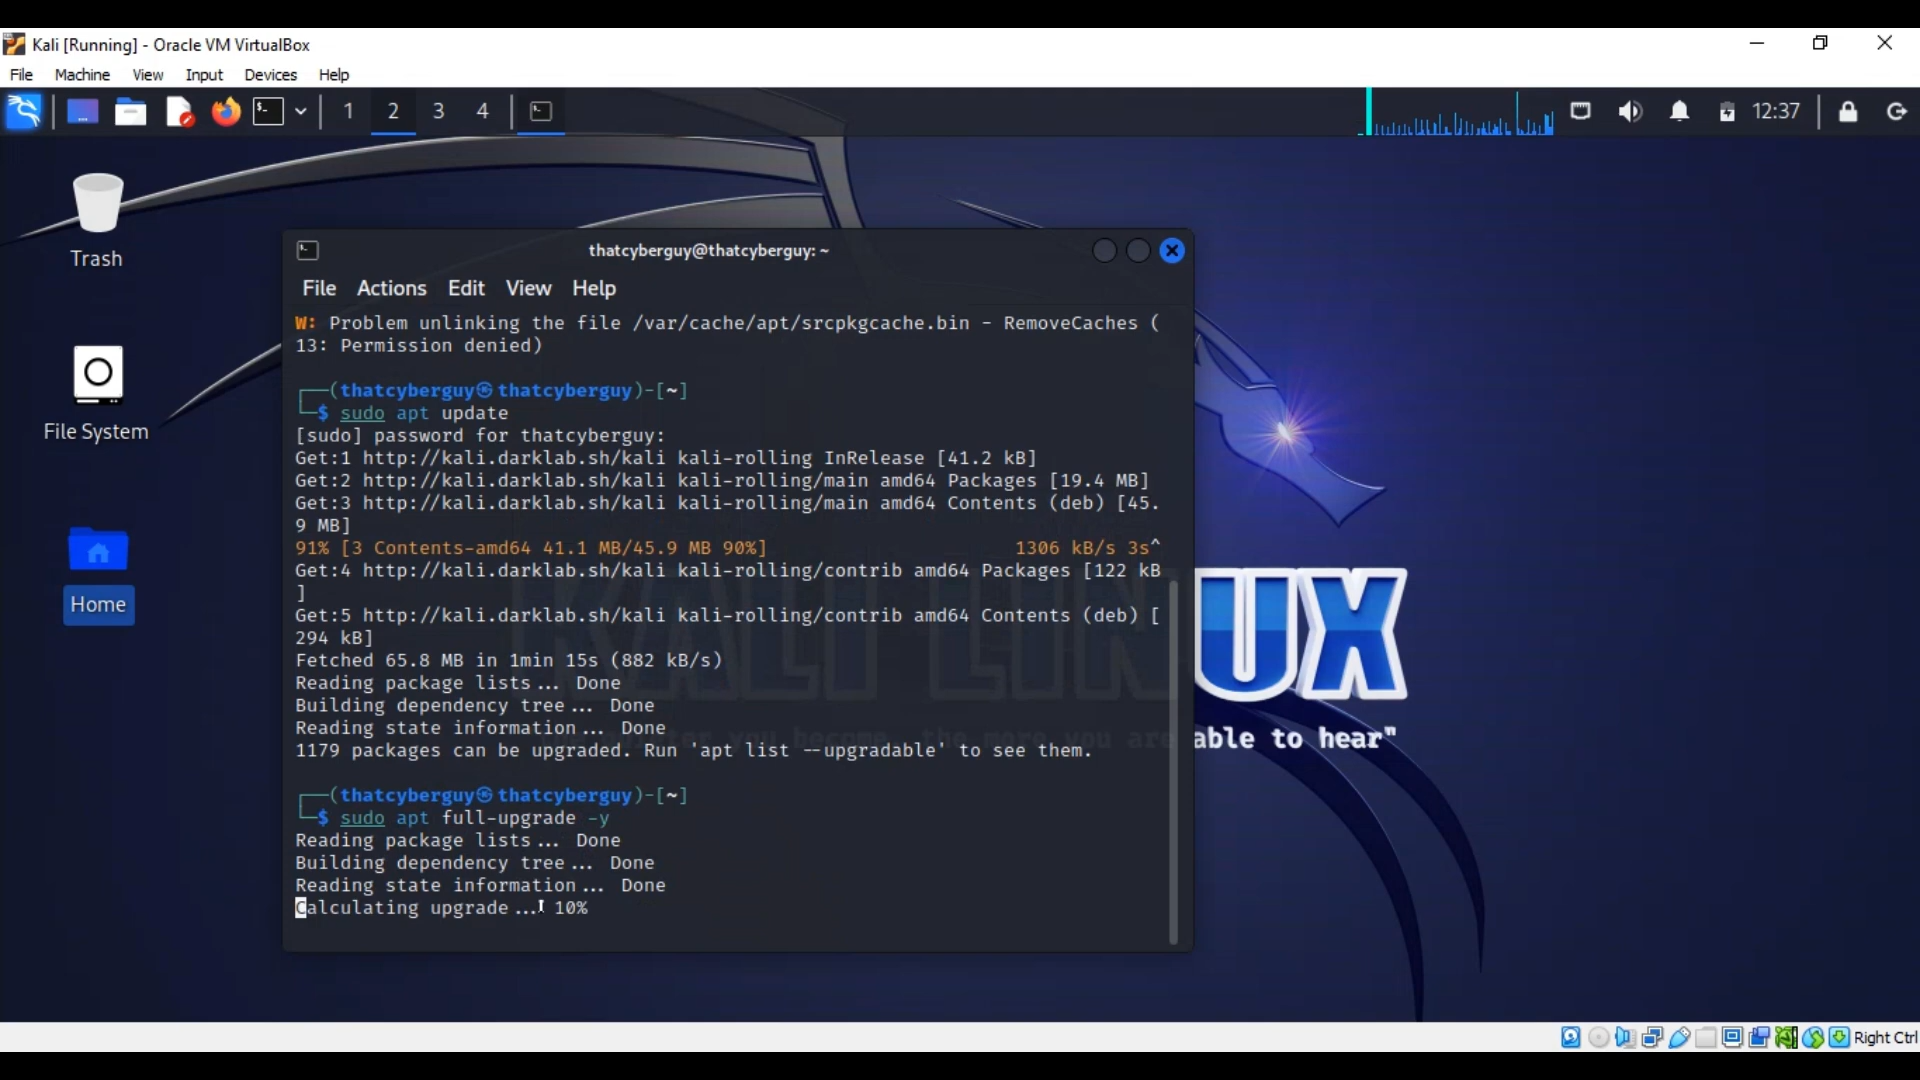 Kali [Running] - Oracle VM VirtualBox
File Machine View Input Devices Help
1 2 3 4 12:37
Trash
File System
Home
thatcyberguy@thatcyberguy: ~
File Actions Edit View Help
W: Problem unlinking the file /var/cache/apt/srcpkgcache.bin - RemoveCaches (
13: Permission denied)
┌──(thatcyberguy㉿thatcyberguy)-[~]
└─$ sudo apt update
[sudo] password for thatcyberguy:
Get:1 http://kali.darklab.sh/kali kali-rolling InRelease [41.2 kB]
Get:2 http://kali.darklab.sh/kali kali-rolling/main amd64 Packages [19.4 MB]
Get:3 http://kali.darklab.sh/kali kali-rolling/main amd64 Contents (deb) [45.
9 MB]
91% [3 Contents-amd64 41.1 MB/45.9 MB 90%] 1306 kB/s 3s^
Get:4 http://kali.darklab.sh/kali kali-rolling/contrib amd64 Packages [122 kB
]
Get:5 http://kali.darklab.sh/kali kali-rolling/contrib amd64 Contents (deb) [
294 kB]
Fetched 65.8 MB in 1min 15s (882 kB/s)
Reading package lists... Done
Building dependency tree... Done
Reading state information... Done
1179 packages can be upgraded. Run 'apt list --upgradable' to see them.
┌──(thatcyberguy㉿thatcyberguy)-[~]
└─$ sudo apt full-upgrade -y
Reading package lists... Done
Building dependency tree... Done
Reading state information... Done
Calculating upgrade... 10%
KALI LINUX
you become, the more you are able to hear"
Right Ctrl